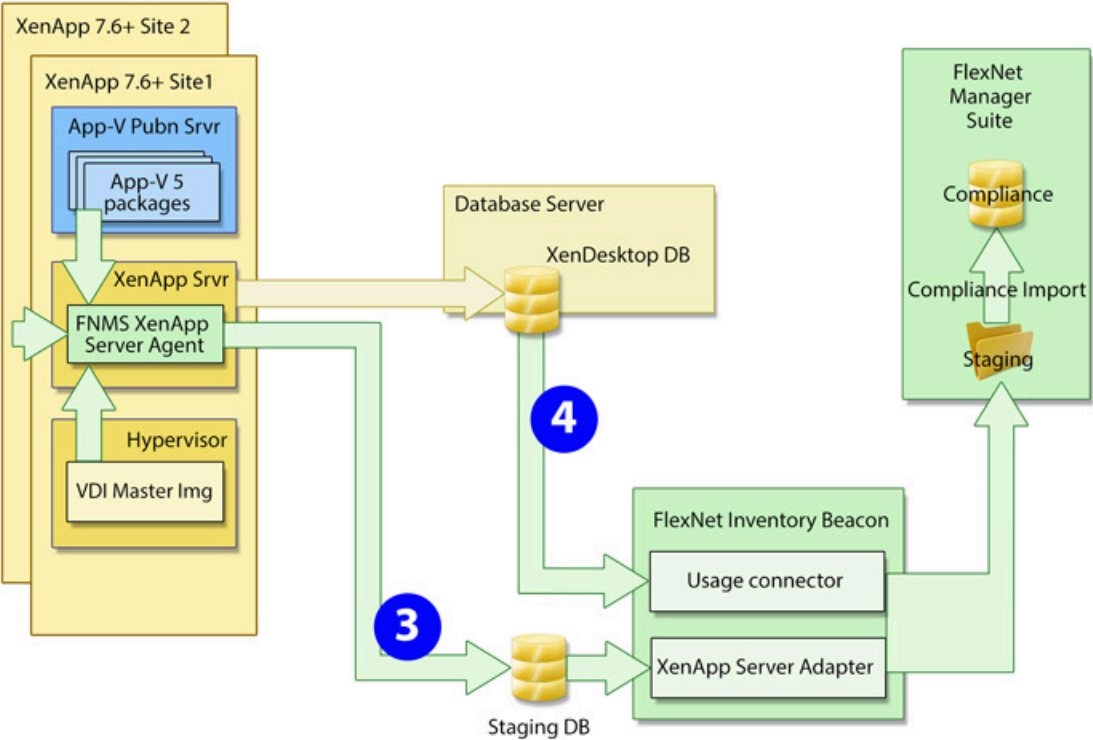 XenApp 7.6+ Site 2
XenApp 7.6+ Site1
App-V Pubn Srvr
App-V 5
packages
XenApp Srvr
FNMS XenApp
Server Agent
Hypervisor
VDI Master Img
Database Server
XenDesktop DB
4
3
Staging DB
FlexNet Inventory Beacon
Usage connector
XenApp Server Adapter
FlexNet
Manager
Suite
Compliance
Compliance Import
Staging